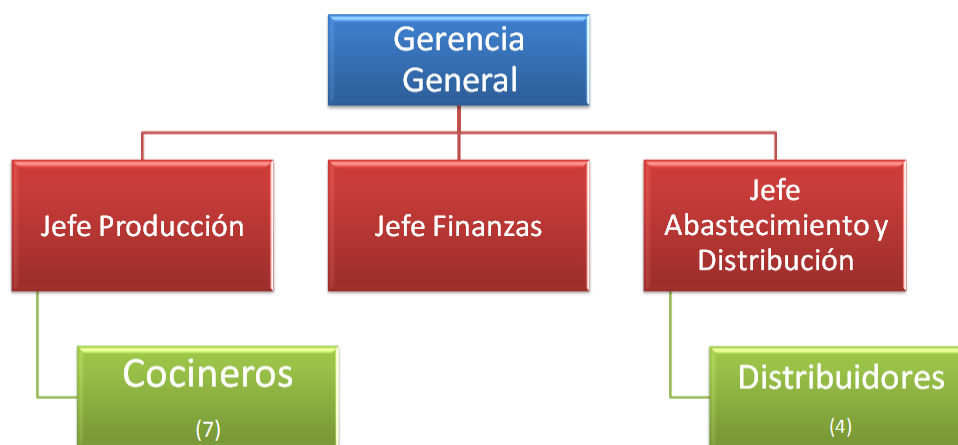 Gerencia
General
Jefe Producción
Jefe Finanzas
Jefe
Abastecimiento y
Distribución
Cocineros
(7)
Distribuidores
(4)